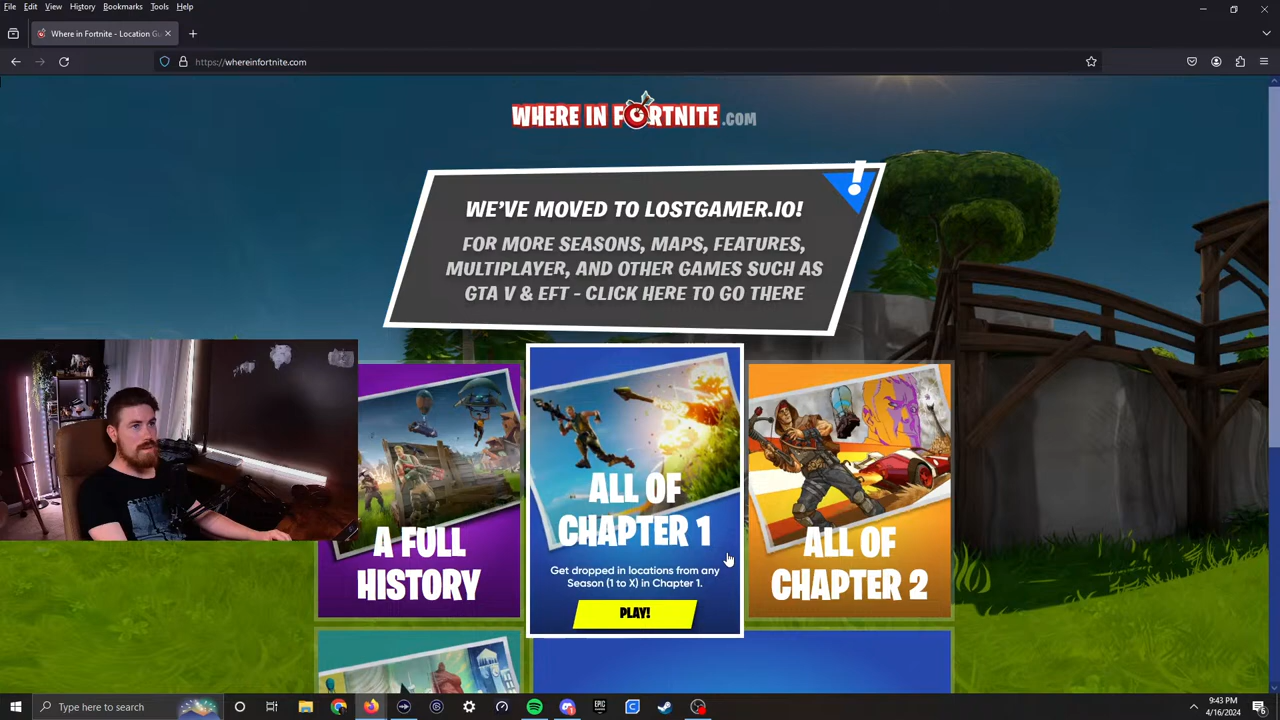 File Edit View History Bookmarks Tools Help
Where in Fortnite - Location Gu
https://whereinfortnite.com
WHERE IN FORTNITE .COM
WE'VE MOVED TO LOSTGAMER.IO!
FOR MORE SEASONS, MAPS, FEATURES,
MULTIPLAYER, AND OTHER GAMES SUCH AS
GTA V & EFT - CLICK HERE TO GO THERE
A FULL
HISTORY
ALL OF
CHAPTER 1
Get dropped in locations from any
Season (1 to X) in Chapter 1.
PLAY!
ALL OF
CHAPTER 2
Type here to search
EPIC
9:43 PM
4/16/2024
6